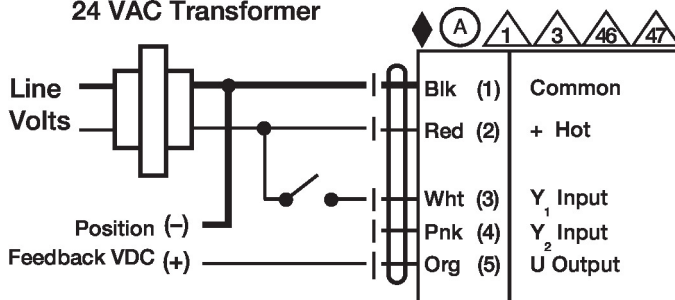 24 VAC Transformer
A 1 3 46 47
Line
Volts
Blk (1) Common
Red (2) + Hot
Wht (3) Y1 Input
Position (–)
Pnk (4) Y2 Input
Feedback VDC (+)
Org (5) U Output